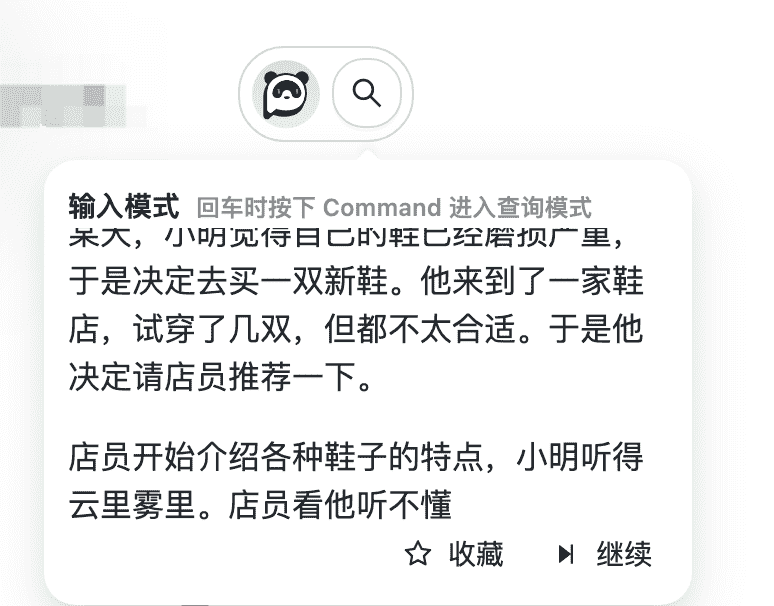 输入模式 回车时按下 Command 进入查询模式
某天，小明觉得自己的鞋已经磨损严重，
于是决定去买一双新鞋。他来到了一家鞋
店，试穿了几双，但都不太合适。于是他
决定请店员推荐一下。
店员开始介绍各种鞋子的特点，小明听得
云里雾里。店员看他听不懂
收藏 继续